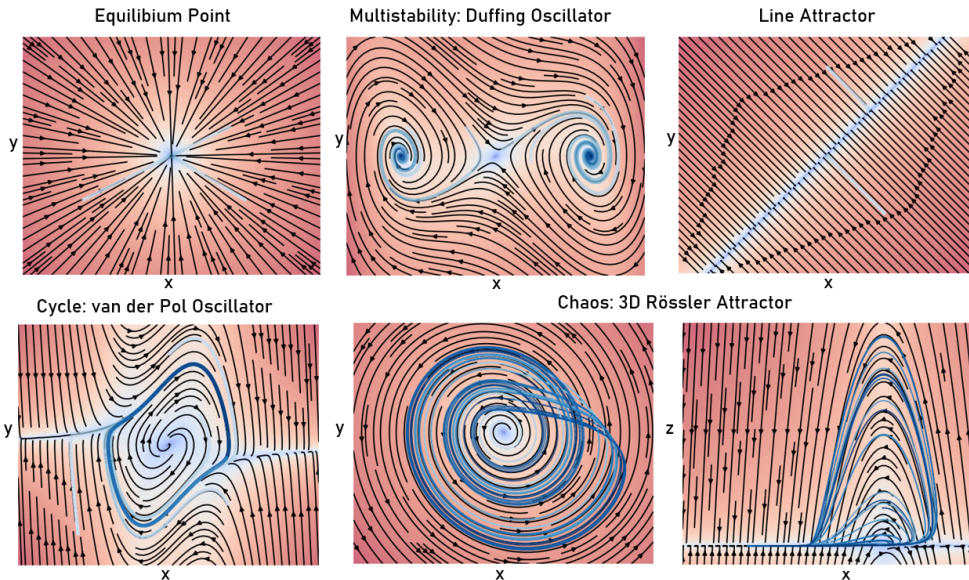 Equilibium Point
Multistability: Duffing Oscillator
Line Attractor
y
y
y
x
x
x
Cycle: van der Pol Oscillator
Chaos: 3D Rössler Attractor
y
y
z
x
x
x